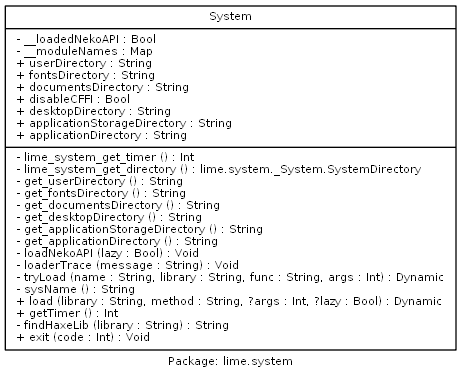 System
- __loadedNekoAPI : Bool
- __moduleNames : Map
+ userDirectory : String
+ fontsDirectory : String
+ documentsDirectory : String
+ disableCFFI : Bool
+ desktopDirectory : String
+ applicationStorageDirectory : String
+ applicationDirectory : String
- lime_system_get_timer () : Int
- lime_system_get_directory () : lime.system._System.SystemDirectory
- get_userDirectory () : String
- get_fontsDirectory () : String
- get_documentsDirectory () : String
- get_desktopDirectory () : String
- get_applicationStorageDirectory () : String
- get_applicationDirectory () : String
- loadNekoAPI (lazy : Bool) : Void
- loaderTrace (message : String) : Void
- tryLoad (name : String, library : String, func : String, args : Int) : Dynamic
- sysName () : String
+ load (library : String, method : String, ?args : Int, ?lazy : Bool) : Dynamic
+ getTimer () : Int
- findHaxeLib (library : String) : String
+ exit (code : Int) : Void
Package: lime.system